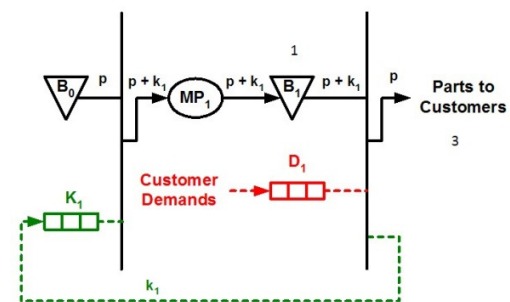 1
B0
p
p + k1
MP1
p + k1
B1
p + k1
p
Parts to
Customers
3
Customer
Demands
D1
K1
k1